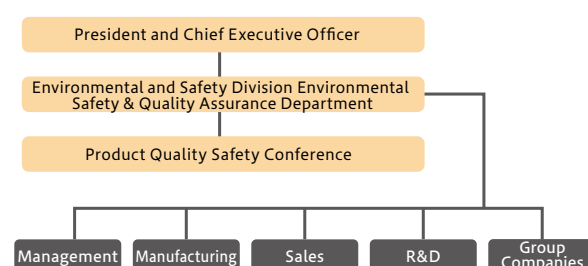 President and Chief Executive Officer
Environmental and Safety Division Environmental
Safety & Quality Assurance Department
Product Quality Safety Conference
Management
Manufacturing
Sales
R&D
Group
Companies